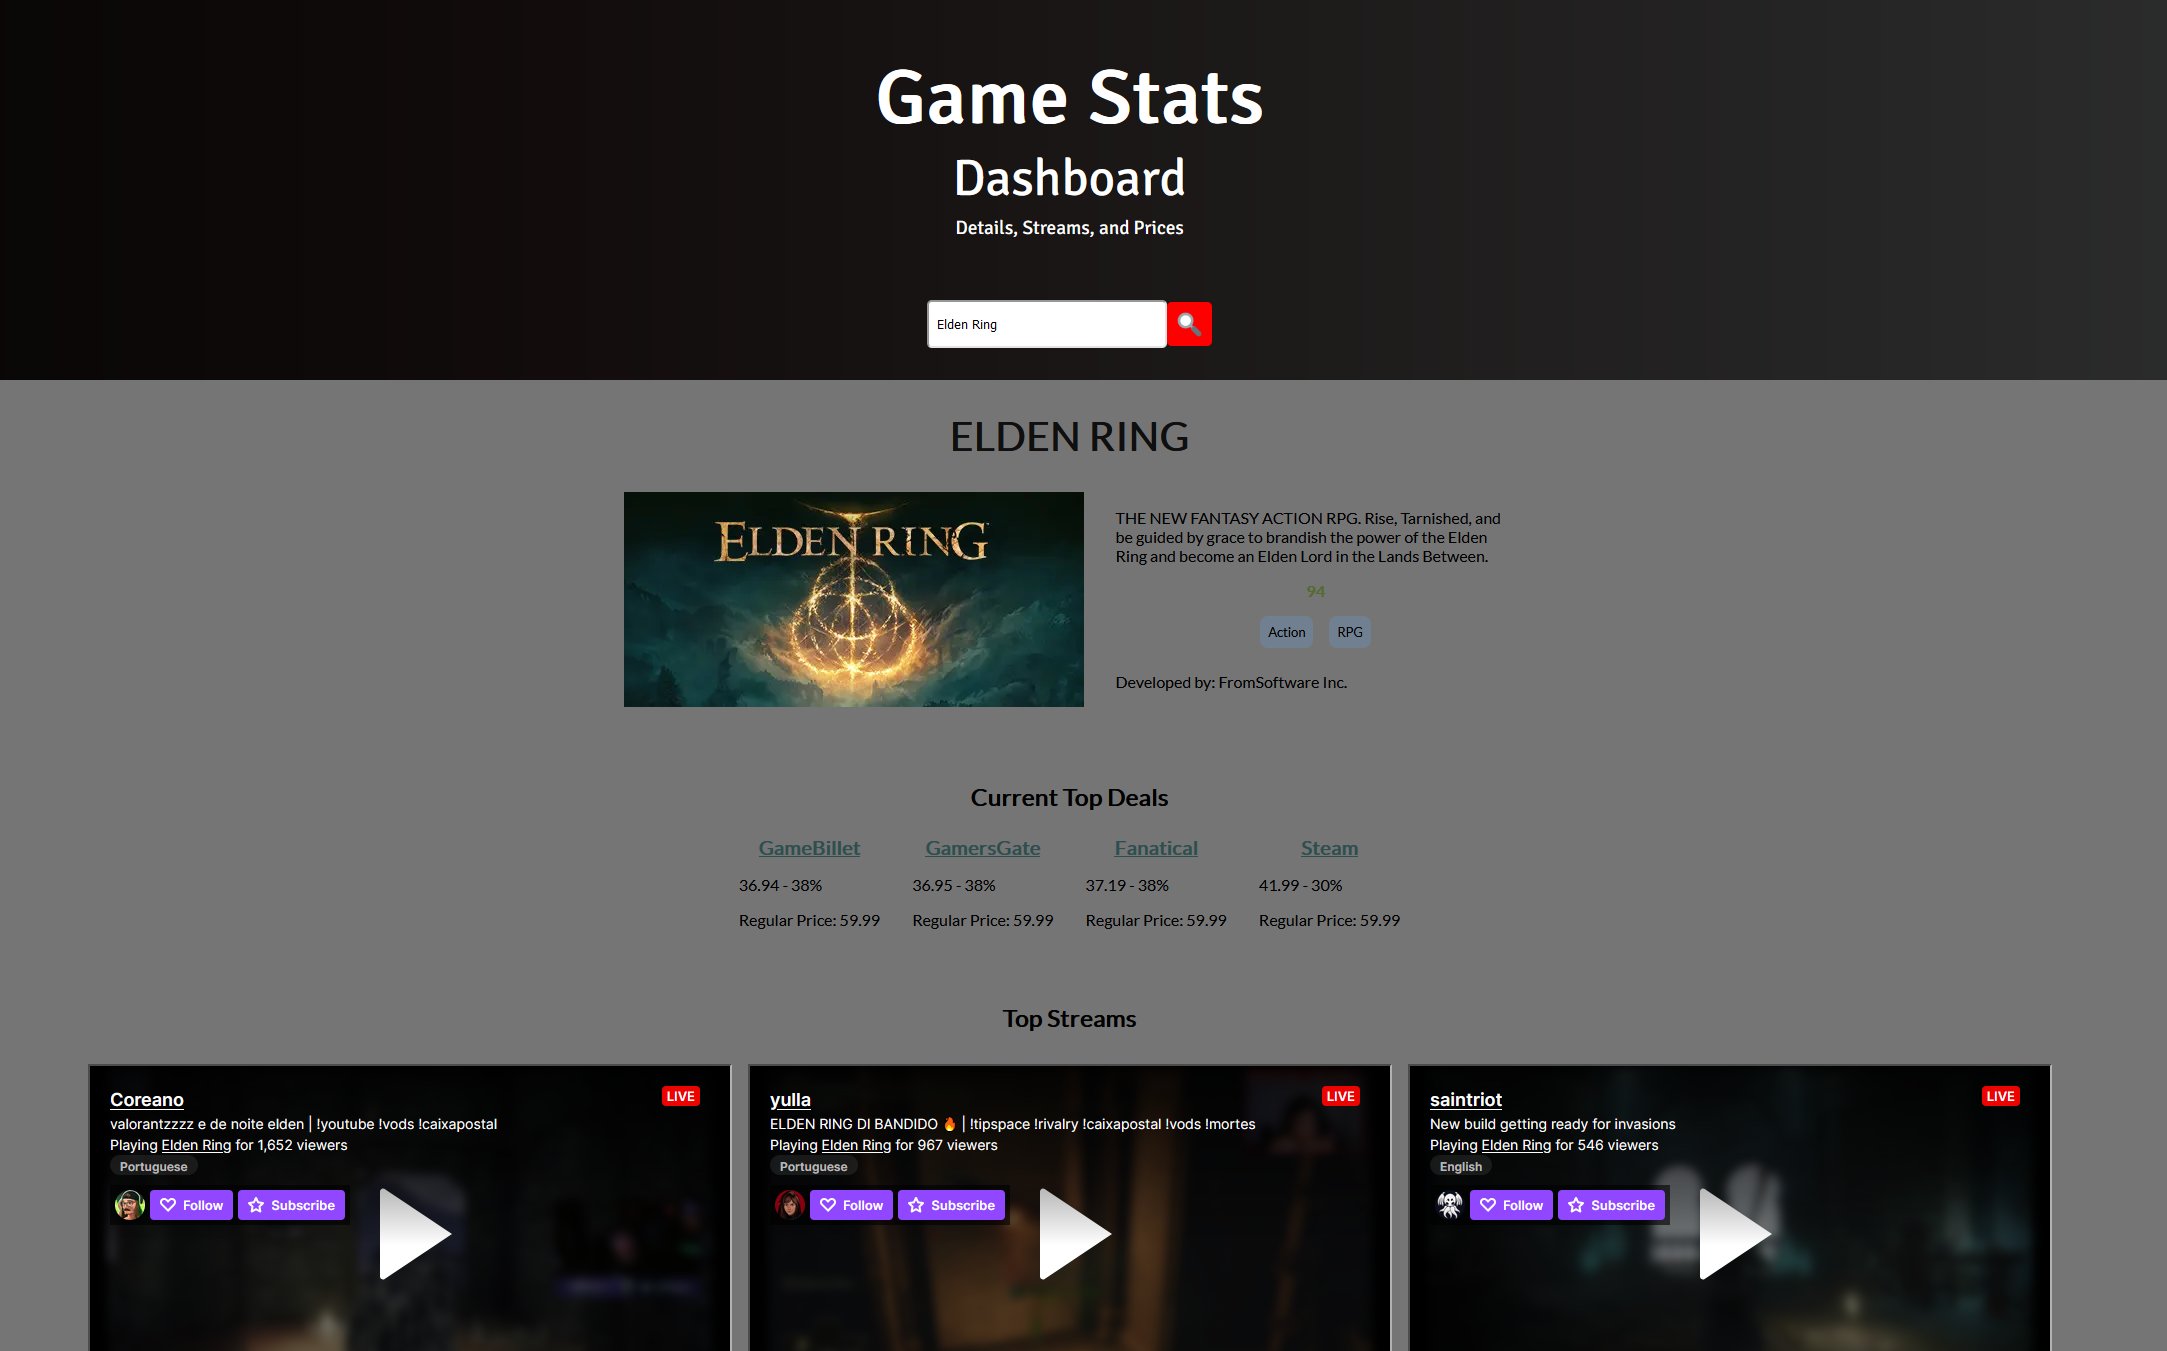 Game Stats
Dashboard
Details, Streams, and Prices
Elden Ring
ELDEN RING
ELDEN RING
THE NEW FANTASY ACTION RPG. Rise, Tarnished, and
be guided by grace to brandish the power of the Elden
Ring and become an Elden Lord in the Lands Between.
94
Action RPG
Developed by: FromSoftware Inc.
Current Top Deals
GameBillet
36.94 - 38%
Regular Price: 59.99
GamersGate
36.95 - 38%
Regular Price: 59.99
Fanatical
37.19 - 38%
Regular Price: 59.99
Steam
41.99 - 30%
Regular Price: 59.99
Top Streams
Coreano
LIVE
valorantzzzz e de noite elden | !youtube !vods !caixapostal
Playing Elden Ring for 1,652 viewers
Portuguese
Follow Subscribe
yulla
LIVE
ELDEN RING DI BANDIDO 🔥 | !tipspace !rivalry !caixapostal !vods !mortes
Playing Elden Ring for 967 viewers
Portuguese
Follow Subscribe
saintriot
LIVE
New build getting ready for invasions
Playing Elden Ring for 546 viewers
English
Follow Subscribe